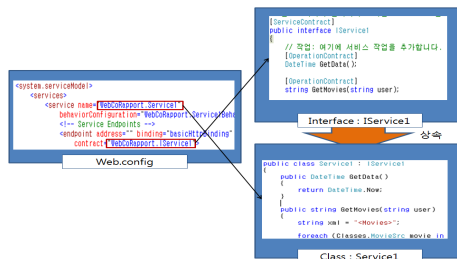 <system.serviceModel>
<services>
<service name="WebCoRapport.Service1"
behaviorConfiguration="WebCoRapport.Service1Beha
<!-- Service Endpoints -->
<endpoint address="" binding="basicHttpBinding"
contract="WebCoRapport.IService1">
Web.config
[ServiceContract]
public interface IService1
{
// 작업: 여기에 서비스 작업을 추가합니다.
[OperationContract]
DateTime GetData();
[OperationContract]
string GetMovies(string user);
Interface : IService1
상속
public class Service1 : IService1
{
public DateTime GetData()
{
return DateTime.Now;
}
public string GetMovies(string user)
{
string xml = "<Movies>";
foreach (Classes.MovieSrc movie in
Class : Service1